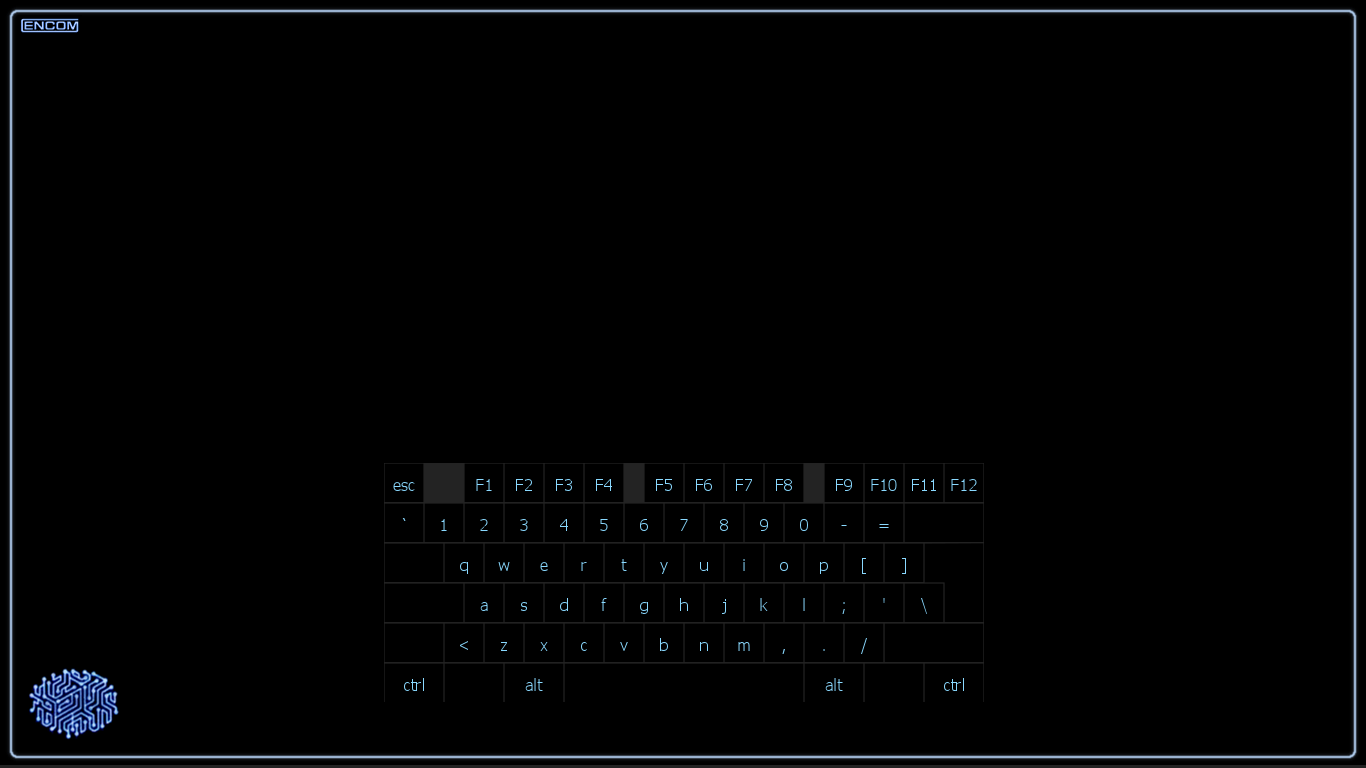 ENCOM
esc F1 F2 F3 F4 F5 F6 F7 F8 F9 F10 F11 F12
` 1 2 3 4 5 6 7 8 9 0 - =
q w e r t y u i o p [ ]
a s d f g h j k l ; ' \
< z x c v b n m , . /
ctrl alt alt ctrl